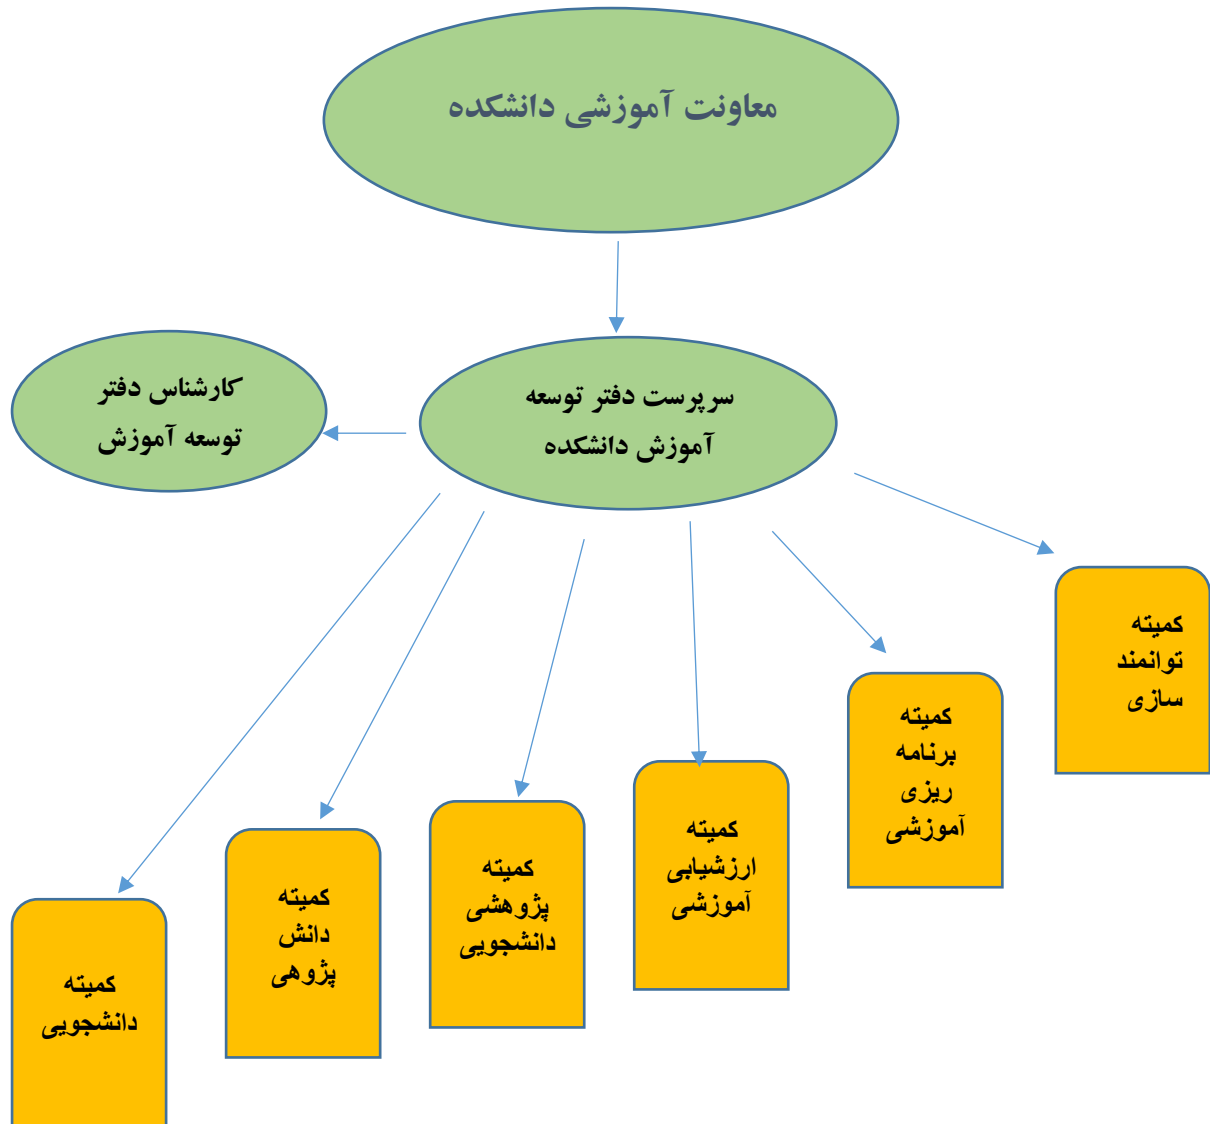 معاونت آموزشی دانشکده
سرپرست دفتر توسعه
آموزش دانشکده
کارشناس دفتر
توسعه آموزش
کمیته
توانمند
سازی
کمیته
برنامه
ریزی
آموزشی
کمیته
ارزشیابی
آموزشی
کمیته
پژوهشی
دانشجویی
کمیته
دانش
پژوهی
کمیته
دانشجویی